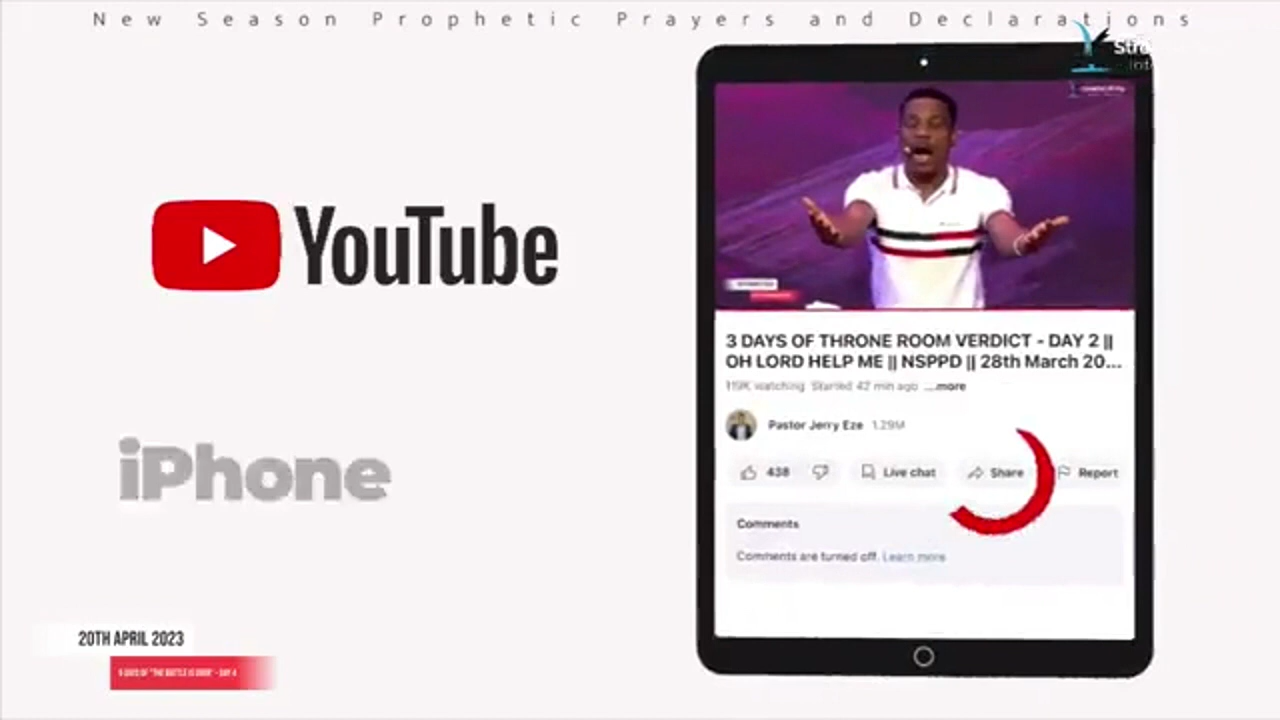 New Season Prophetic Prayers and Declarations
YouTube
iPhone
3 DAYS OF THRONE ROOM VERDICT - DAY 2 ||
OH LORD HELP ME || NSPPD || 28th March 20...
119K watching Started 42 min ago ...more
Pastor Jerry Eze 1.29M
438 Live chat Share Report
Comments
Comments are turned off. Learn more
20TH APRIL 2023